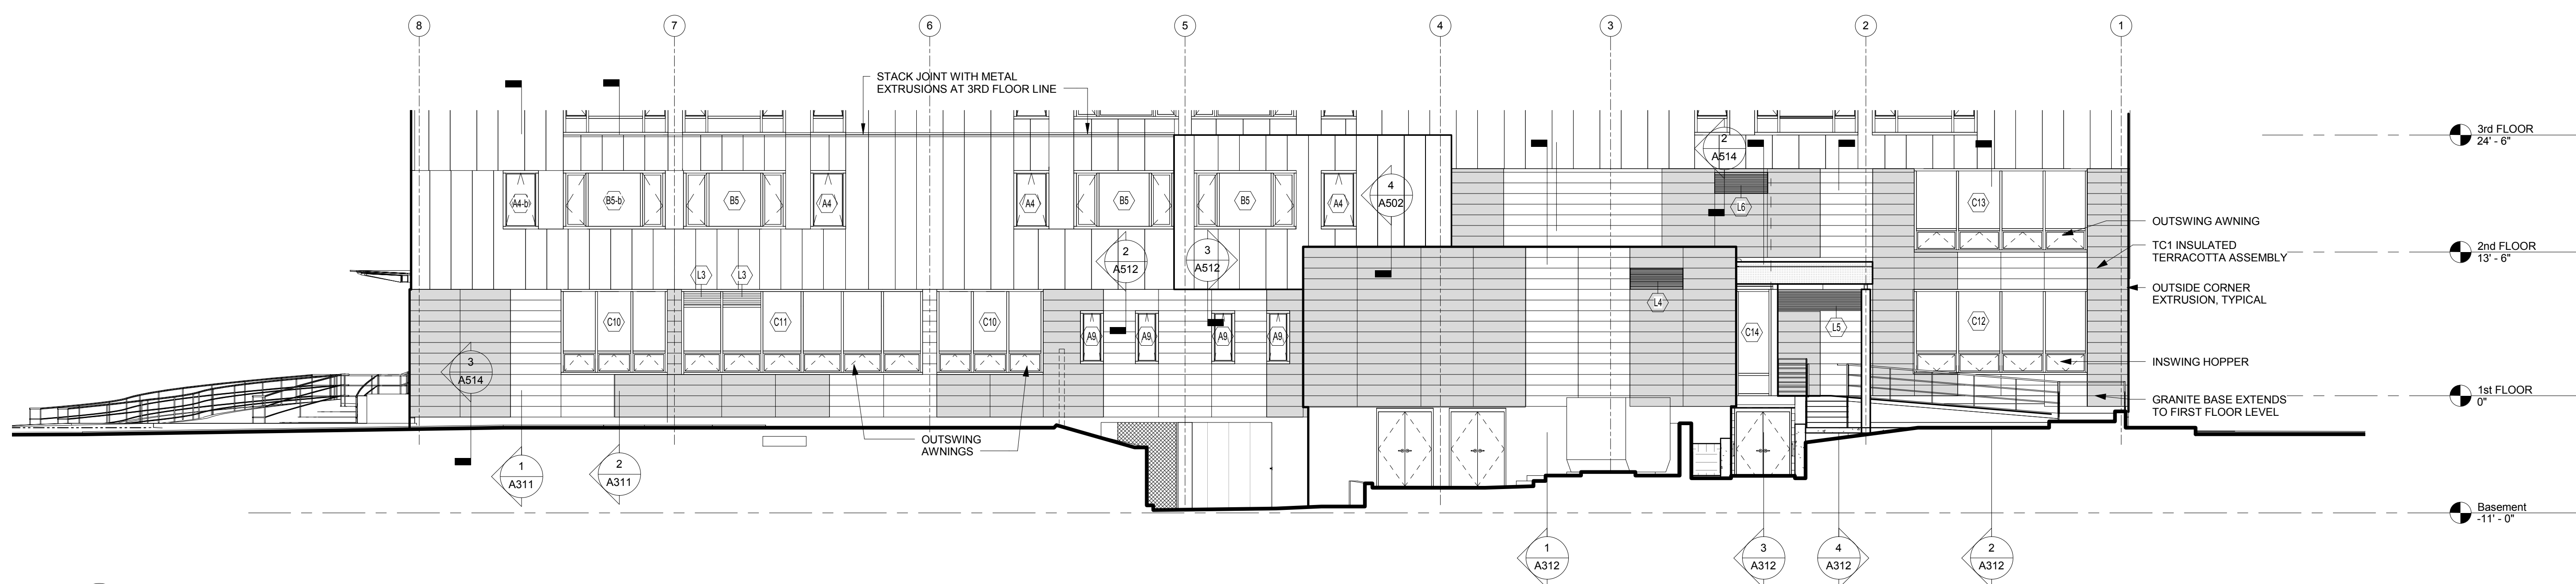 8
7
6
5
4
3
2
1
STACK JOINT WITH METAL
EXTRUSIONS AT 3RD FLOOR LINE
3rd FLOOR
24' - 6"
2
A514
4
A502
A4-b
B5-b
B5
A4
A4
B5
B5
A4
L6
C13
OUTSWING AWNING
TC1 INSULATED
TERRACOTTA ASSEMBLY
2nd FLOOR
13' - 6"
2
A512
3
A512
L3
L3
OUTSIDE CORNER
EXTRUSION, TYPICAL
L4
C10
C11
C10
A9
A9
A9
A9
C14
L5
C12
3
A514
INSWING HOPPER
1st FLOOR
0"
GRANITE BASE EXTENDS
TO FIRST FLOOR LEVEL
OUTSWING
AWNINGS
1
A311
2
A311
Basement
-11' - 0"
1
A312
3
A312
4
A312
2
A312